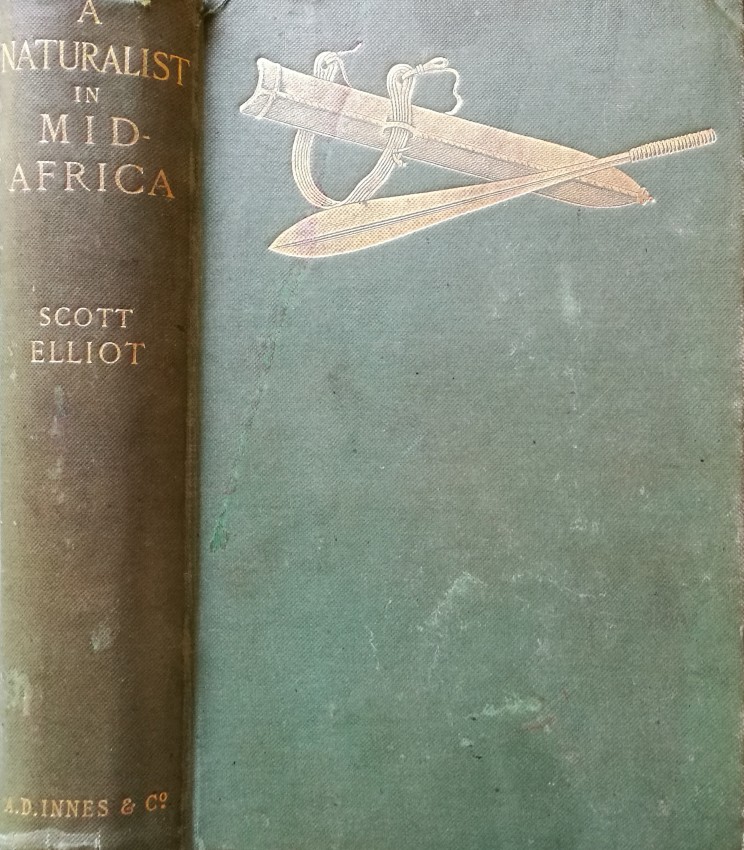 A
NATURALIST
IN
MID-
AFRICA
SCOTT
ELLIOT
A.D. INNES & Cº